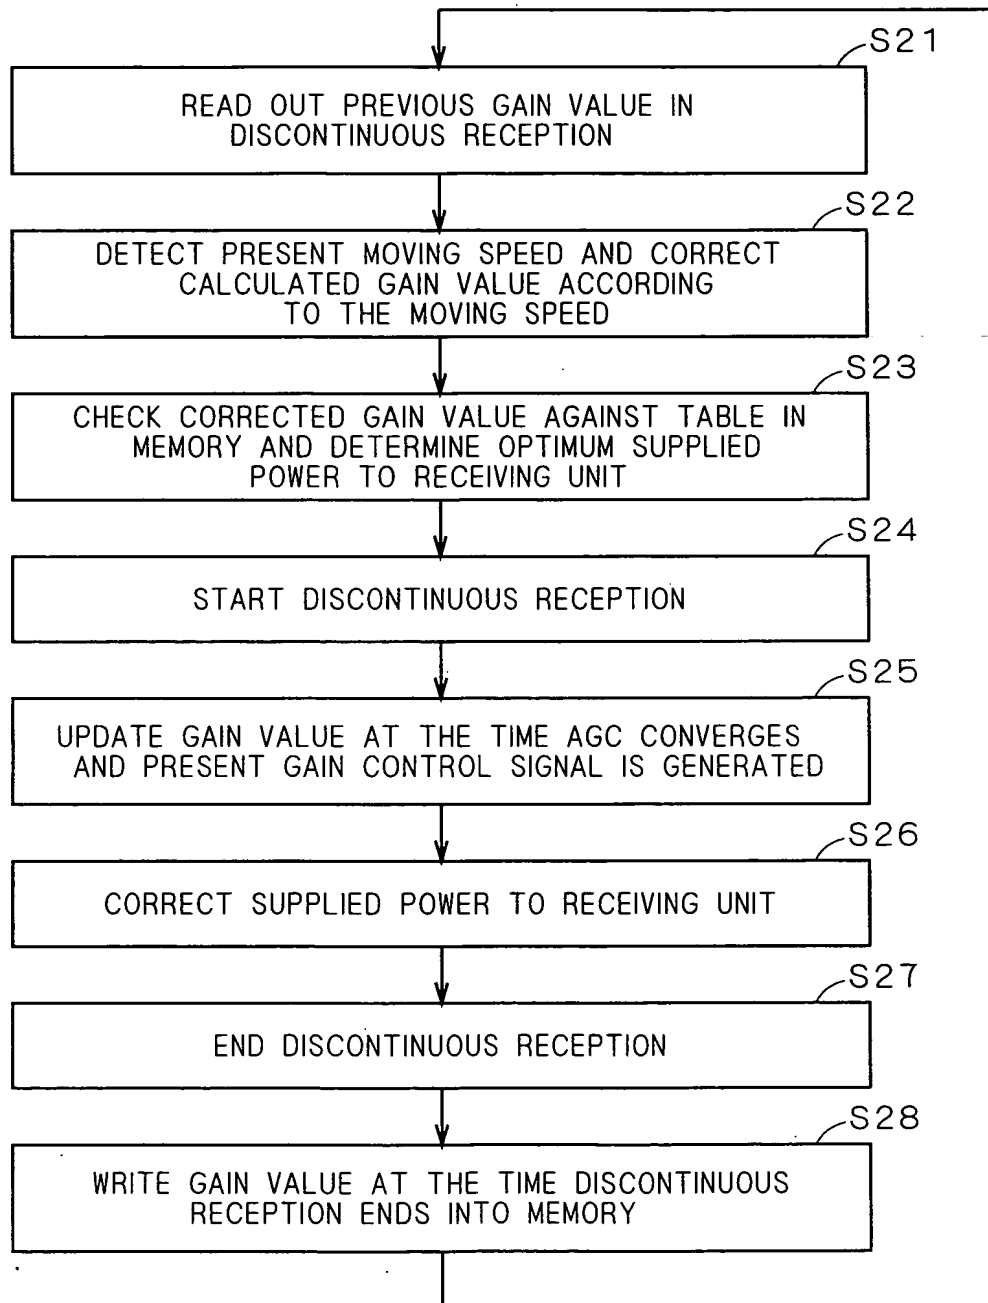 S21
READ OUT PREVIOUS GAIN VALUE IN
DISCONTINUOUS RECEPTION
S22
DETECT PRESENT MOVING SPEED AND CORRECT
CALCULATED GAIN VALUE ACCORDING
TO THE MOVING SPEED
S23
CHECK CORRECTED GAIN VALUE AGAINST TABLE IN
MEMORY AND DETERMINE OPTIMUM SUPPLIED
POWER TO RECEIVING UNIT
S24
START DISCONTINUOUS RECEPTION
S25
UPDATE GAIN VALUE AT THE TIME AGC CONVERGES
AND PRESENT GAIN CONTROL SIGNAL IS GENERATED
S26
CORRECT SUPPLIED POWER TO RECEIVING UNIT
S27
END DISCONTINUOUS RECEPTION
S28
WRITE GAIN VALUE AT THE TIME DISCONTINUOUS
RECEPTION ENDS INTO MEMORY